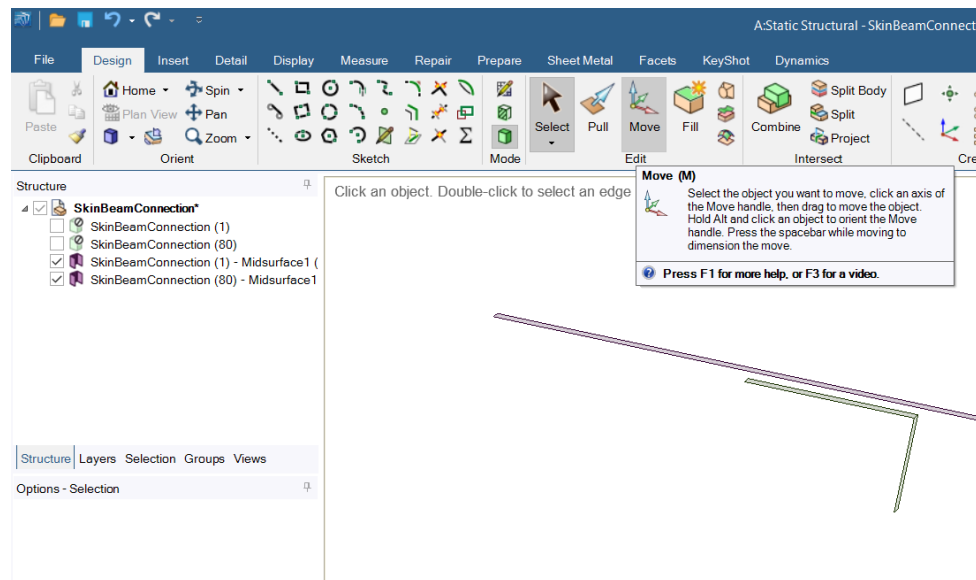 A:Static Structural - SkinBeamConnect
File Design Insert Detail Display Measure Repair Prepare Sheet Metal Facets KeyShot Dynamics
Paste
Home Spin
Plan View Pan
Zoom
Select Pull Move Fill
Combine
Split Body
Split
Project
Clipboard Orient Sketch Mode Edit Intersect Cre
Structure
SkinBeamConnection*
SkinBeamConnection (1)
SkinBeamConnection (80)
SkinBeamConnection (1) - Midsurface1 (
SkinBeamConnection (80) - Midsurface1
Structure Layers Selection Groups Views
Options - Selection
Click an object. Double-click to select an edge
Move (M)
Select the object you want to move, click an axis of
the Move handle, then drag to move the object.
Hold Alt and click an object to orient the Move
handle. Press the spacebar while moving to
dimension the move.
Press F1 for more help, or F3 for a video.